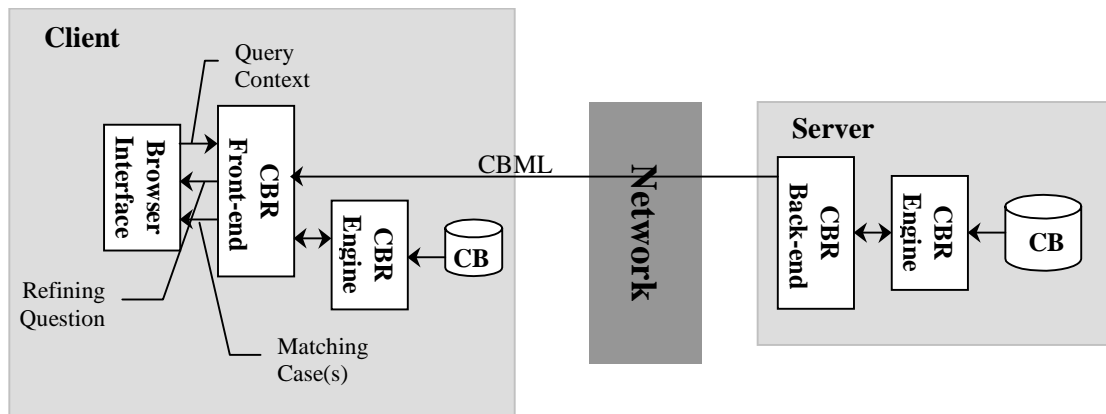 Client
Query
Context
Browser
Interface
CBR
Front-end
CBR
Engine
CB
Refining
Question
Matching
Case(s)
CBML
Network
Server
CBR
Back-end
CBR
Engine
CB